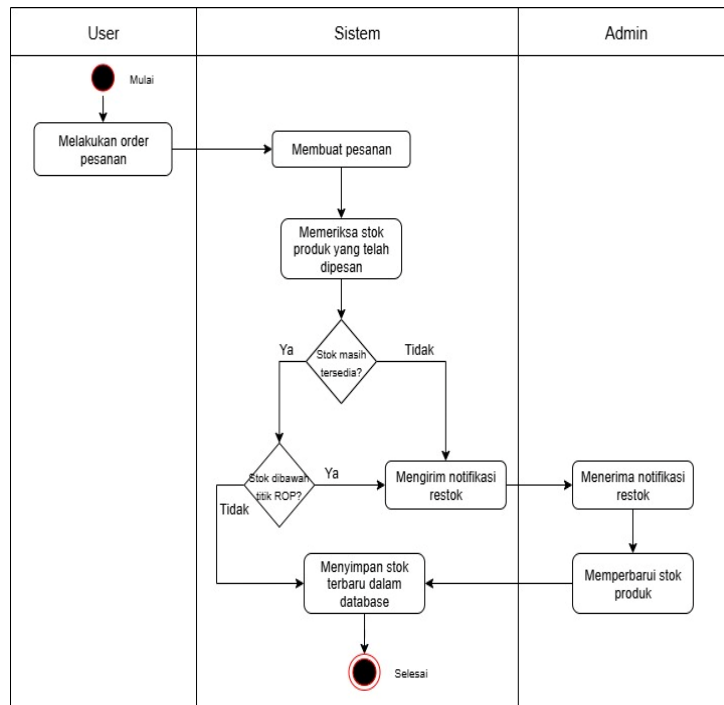 User
Sistem
Admin
Mulai
Melakukan order
pesanan
Membuat pesanan
Memeriksa stok
produk yang telah
dipesan
Stok masih
tersedia?
Ya
Tidak
Stok dibawah
titik ROP?
Ya
Tidak
Mengirim notifikasi
restok
Menerima notifikasi
restok
Memperbarui stok
produk
Menyimpan stok
terbaru dalam
database
Selesai